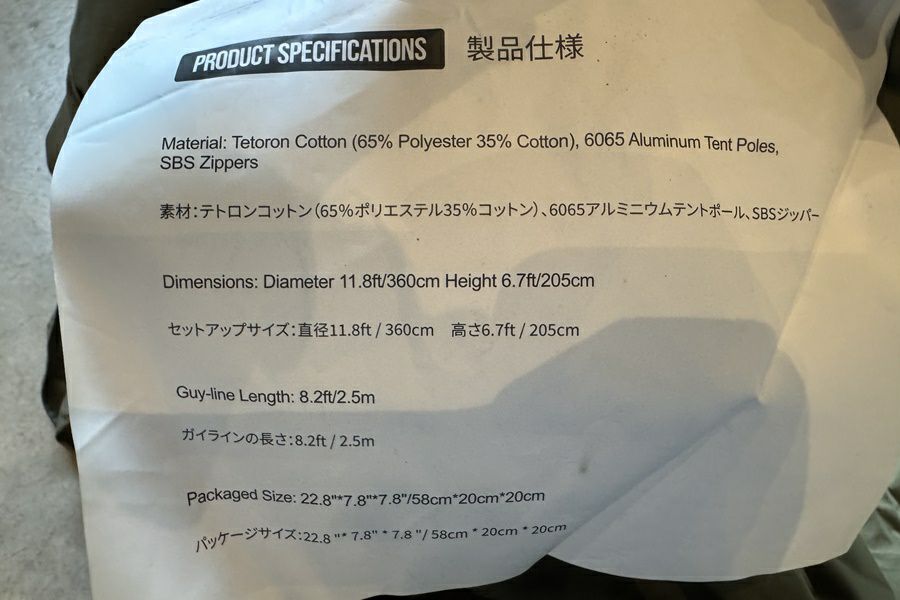 PRODUCT SPECIFICATIONS 製品仕様
Material: Tetoron Cotton (65% Polyester 35% Cotton), 6065 Aluminum Tent Poles,
SBS Zippers
素材：テトロンコットン（65%ポリエステル35%コットン）、6065アルミニウムテントポール、SBSジッパー
Dimensions: Diameter 11.8ft/360cm Height 6.7ft/205cm
セットアップサイズ：直径11.8ft / 360cm 高さ6.7ft / 205cm
Guy-line Length: 8.2ft/2.5m
ガイラインの長さ：8.2ft / 2.5m
Packaged Size: 22.8"*7.8"*7.8"/58cm*20cm*20cm
パッケージサイズ：22.8 "* 7.8" * 7.8 "/ 58cm * 20cm * 20cm